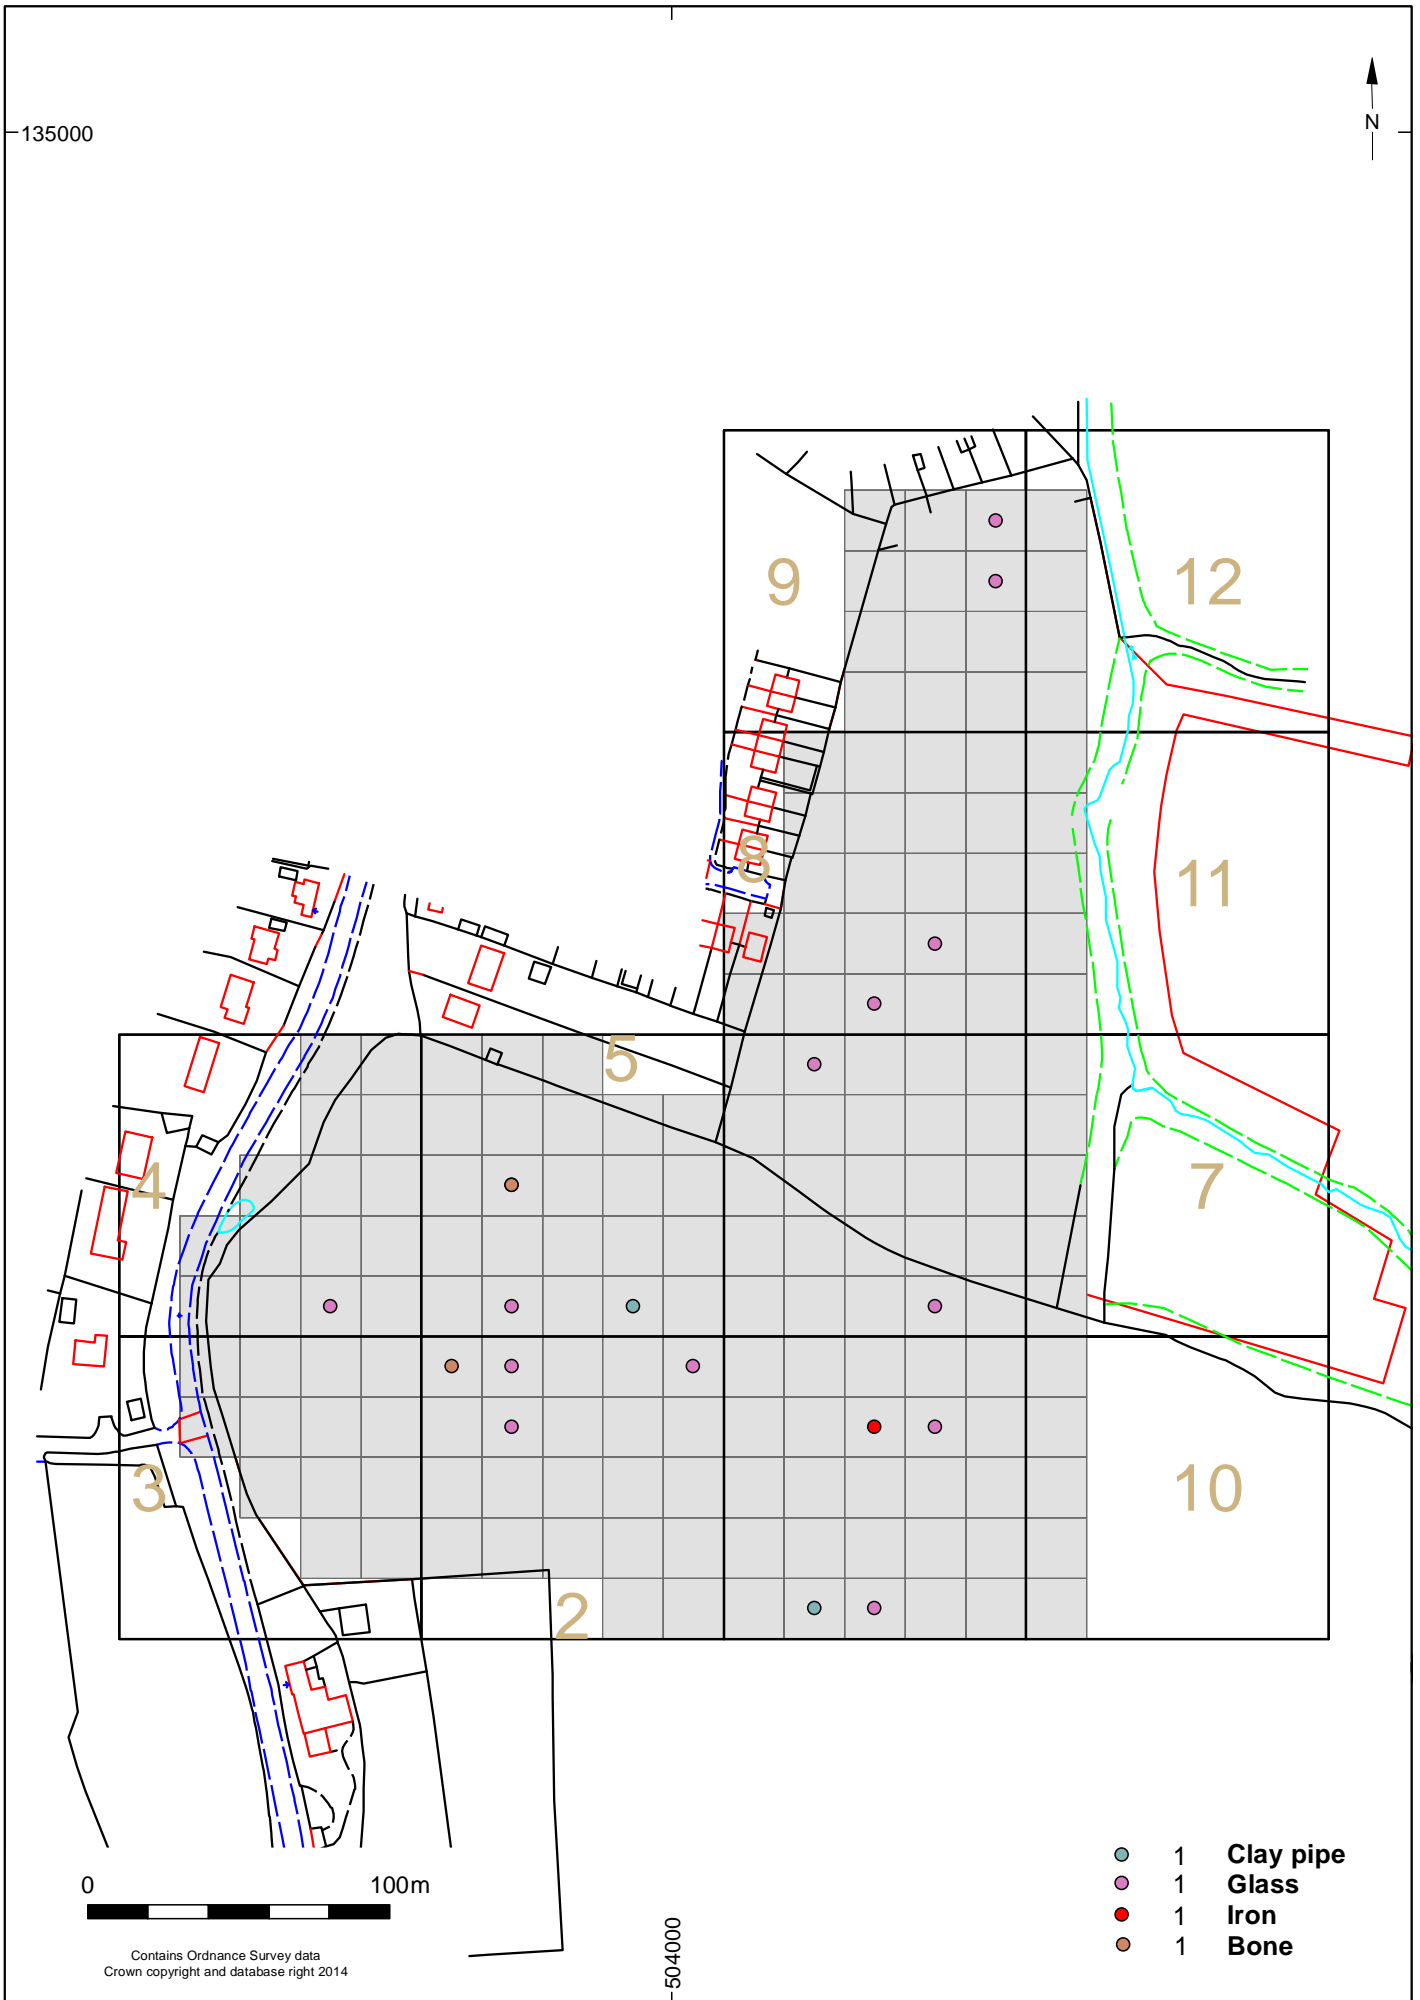 135000
N
9
12
8
11
5
4
7
3
10
2
0 100m
Contains Ordnance Survey data
Crown copyright and database right 2014
504000
1 Clay pipe
1 Glass
1 Iron
1 Bone